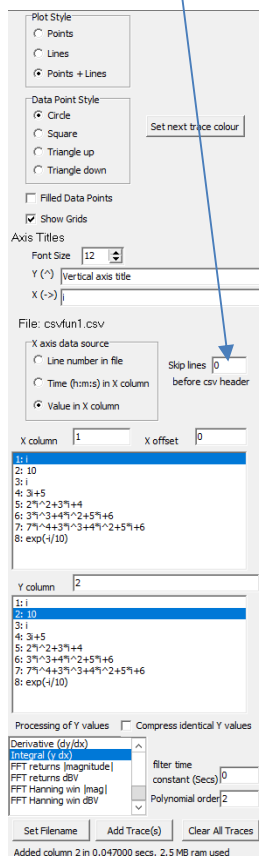 Plot Style
Points
Lines
Points + Lines
Data Point Style
Circle
Square
Triangle up
Triangle down
Set next trace colour
Filled Data Points
Show Grids
Axis Titles
Font Size 12
Y (^) Vertical axis title
X (->) i
File: csvfun1.csv
X axis data source
Line number in file
Time (h:m:s) in X column
Value in X column
Skip lines 0
before csv header
X column 1 X offset 0
1: i
2: 10
3: i
4: 3i+5
5: 2*i^2+3*i+4
6: 3*i^3+4*i^2+5*i+6
7: 7*i^4+3*i^3+4*i^2+5*i+6
8: exp(-i/10)
Y column 2
1: i
2: 10
3: i
4: 3i+5
5: 2*i^2+3*i+4
6: 3*i^3+4*i^2+5*i+6
7: 7*i^4+3*i^3+4*i^2+5*i+6
8: exp(-i/10)
Processing of Y values Compress identical Y values
Derivative (dy/dx)
Integral (y dx)
FFT returns |magnitude|
FFT returns dBV
FFT Hanning win |mag|
FFT Hanning win dBV
filter time
constant (Secs) 0
Polynomial order 2
Set Filename Add Trace(s) Clear All Traces
Added column 2 in 0.047000 secs. 2.5 MB ram used